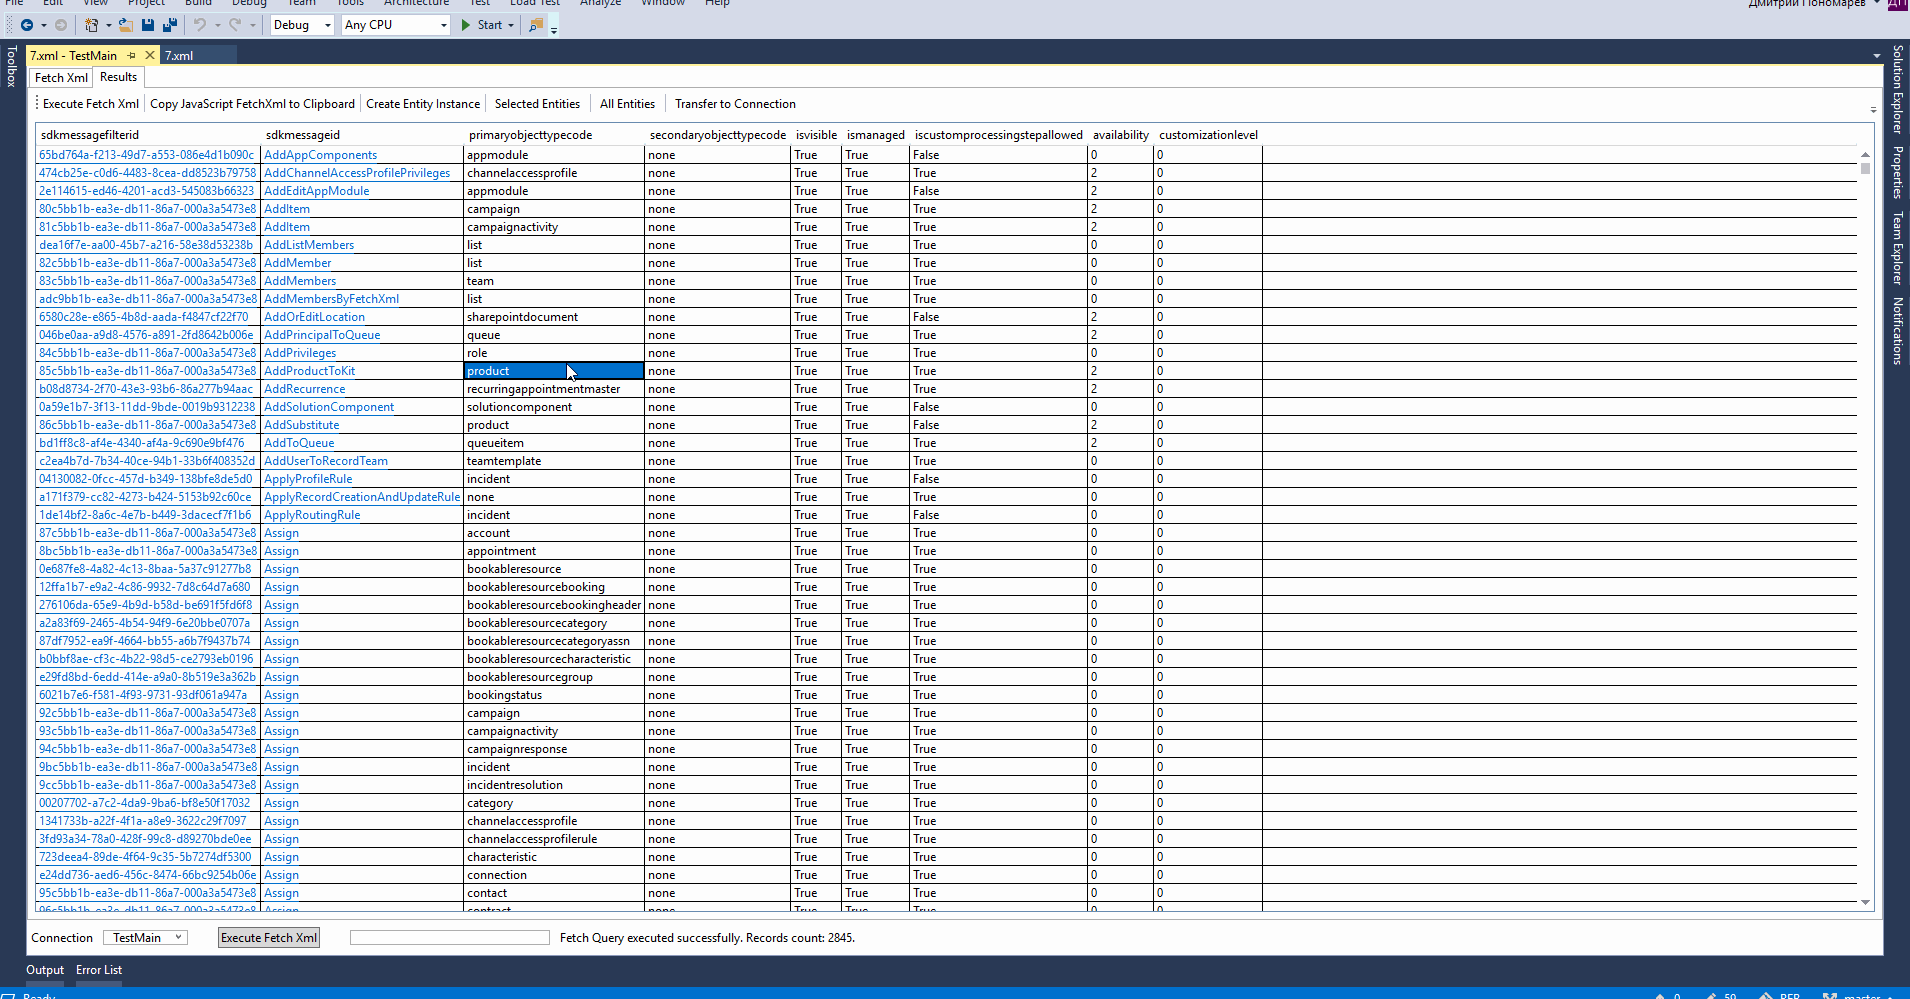 File Edit View Project Build Debug Team Tools Architecture Test Load Test Analyze Window Help Дмитрий Пономарев ДП
Debug Any CPU Start
Toolbox
7.xml - TestMain 7.xml
Fetch Xml Results
Execute Fetch Xml Copy JavaScript FetchXml to Clipboard Create Entity Instance Selected Entities All Entities Transfer to Connection
sdkmessagefilterid sdkmessageid primaryobjecttypecode secondaryobjecttypecode isvisible ismanaged iscustomprocessingstepallowed availability customizationlevel
65bd764a-f213-49d7-a553-086e4d1b090c AddAppComponents appmodule none True True False 0 0
474cb25e-c0d6-4483-8cea-dd8523b79758 AddChannelAccessProfilePrivileges channelaccessprofile none True True True 2 0
2e114615-ed46-4201-acd3-545083b66323 AddEditAppModule appmodule none True True False 2 0
80c5bb1b-ea3e-db11-86a7-000a3a5473e8 AddItem campaign none True True True 2 0
81c5bb1b-ea3e-db11-86a7-000a3a5473e8 AddItem campaignactivity none True True True 2 0
dea16f7e-aa00-45b7-a216-58e38d53238b AddListMembers list none True True True 0 0
82c5bb1b-ea3e-db11-86a7-000a3a5473e8 AddMember list none True True True 0 0
83c5bb1b-ea3e-db11-86a7-000a3a5473e8 AddMembers team none True True True 0 0
adc9bb1b-ea3e-db11-86a7-000a3a5473e8 AddMembersByFetchXml list none True True True 0 0
6580c28e-e865-4b8d-aada-f4847cf22f70 AddOrEditLocation sharepointdocument none True True False 2 0
046be0aa-a9d8-4576-a891-2fd8642b006e AddPrincipalToQueue queue none True True True 2 0
84c5bb1b-ea3e-db11-86a7-000a3a5473e8 AddPrivileges role none True True True 0 0
85c5bb1b-ea3e-db11-86a7-000a3a5473e8 AddProductToKit product none True True True 2 0
b08d8734-2f70-43e3-93b6-86a277b94aac AddRecurrence recurringappointmentmaster none True True True 2 0
0a59e1b7-3f13-11dd-9bde-0019b9312238 AddSolutionComponent solutioncomponent none True True False 0 0
86c5bb1b-ea3e-db11-86a7-000a3a5473e8 AddSubstitute product none True True False 2 0
bd1ff8c8-af4e-4340-af4a-9c690e9bf476 AddToQueue queueitem none True True True 2 0
c2ea4b7d-7b34-40ce-94b1-33b6f408352d AddUserToRecordTeam teamtemplate none True True True 0 0
04130082-0fcc-457d-b349-138bfe8de5d0 ApplyProfileRule incident none True True False 0 0
a171f379-cc82-4273-b424-5153b92c60ce ApplyRecordCreationAndUpdateRule none none True True True 0 0
1de14bf2-8a6c-4e7b-b449-3dacecf7f1b6 ApplyRoutingRule incident none True True False 0 0
87c5bb1b-ea3e-db11-86a7-000a3a5473e8 Assign account none True True True 0 0
8bc5bb1b-ea3e-db11-86a7-000a3a5473e8 Assign appointment none True True True 0 0
0e687fe8-4a82-4c13-8baa-5a37c91277b8 Assign bookableresource none True True True 0 0
12ffa1b7-e9a2-4c86-9932-7d8c64d7a680 Assign bookableresourcebooking none True True True 0 0
276106da-65e9-4b9d-b58d-be691f5fd6f8 Assign bookableresourcebookingheader none True True True 0 0
a2a83f69-2465-4b54-94f9-6e20bbe0707a Assign bookableresourcecategory none True True True 0 0
87df7952-ea9f-4664-bb55-a6b7f9437b74 Assign bookableresourcecategoryassn none True True True 0 0
b0bbf8ae-cf3c-4b22-98d5-ce2793eb0196 Assign bookableresourcecharacteristic none True True True 0 0
e29fd8bd-6edd-414e-a9a0-8b519e3a362b Assign bookableresourcegroup none True True True 0 0
6021b7e6-f581-4f93-9731-93df061a947a Assign bookingstatus none True True True 0 0
92c5bb1b-ea3e-db11-86a7-000a3a5473e8 Assign campaign none True True True 0 0
93c5bb1b-ea3e-db11-86a7-000a3a5473e8 Assign campaignactivity none True True True 0 0
94c5bb1b-ea3e-db11-86a7-000a3a5473e8 Assign campaignresponse none True True True 0 0
9bc5bb1b-ea3e-db11-86a7-000a3a5473e8 Assign incident none True True True 0 0
9cc5bb1b-ea3e-db11-86a7-000a3a5473e8 Assign incidentresolution none True True True 0 0
00207702-a7c2-4da9-9ba6-bf8e50f17032 Assign category none True True True 0 0
1341733b-a22f-4f1a-a8e9-3622c29f7097 Assign channelaccessprofile none True True True 0 0
3fd93a34-78a0-428f-99c8-d89270bde0ee Assign channelaccessprofilerule none True True True 0 0
723deea4-89de-4f64-9c35-5b7274df5300 Assign characteristic none True True True 0 0
e24dd736-aed6-456c-8474-66bc9254b06e Assign connection none True True True 0 0
95c5bb1b-ea3e-db11-86a7-000a3a5473e8 Assign contact none True True True 0 0
96c5bb1b-ea3e-db11-86a7-000a3a5473e8 Assign contract none True True True 0 0
Connection TestMain Execute Fetch Xml Fetch Query executed successfully. Records count: 2845.
Output Error List
Ready 0 59 master
Solution Explorer
Properties
Team Explorer
Notifications